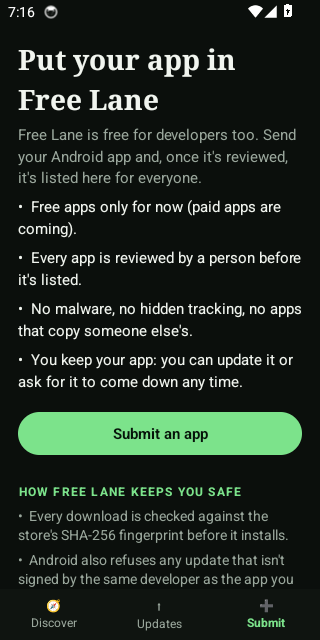 7:16
Put your app in
Free Lane
Free Lane is free for developers too. Send
your Android app and, once it's reviewed,
it's listed here for everyone.
• Free apps only for now (paid apps are
coming).
• Every app is reviewed by a person before
it's listed.
• No malware, no hidden tracking, no apps
that copy someone else's.
• You keep your app: you can update it or
ask for it to come down any time.
Submit an app
HOW FREE LANE KEEPS YOU SAFE
• Every download is checked against the
store's SHA-256 fingerprint before it installs.
• Android also refuses any update that isn't
signed by the same developer as the app you
Discover
Updates
Submit